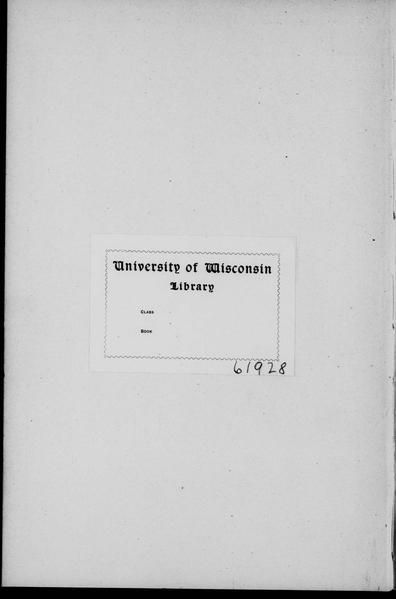 University of Wisconsin
Library
CLASS
BOOK
61928